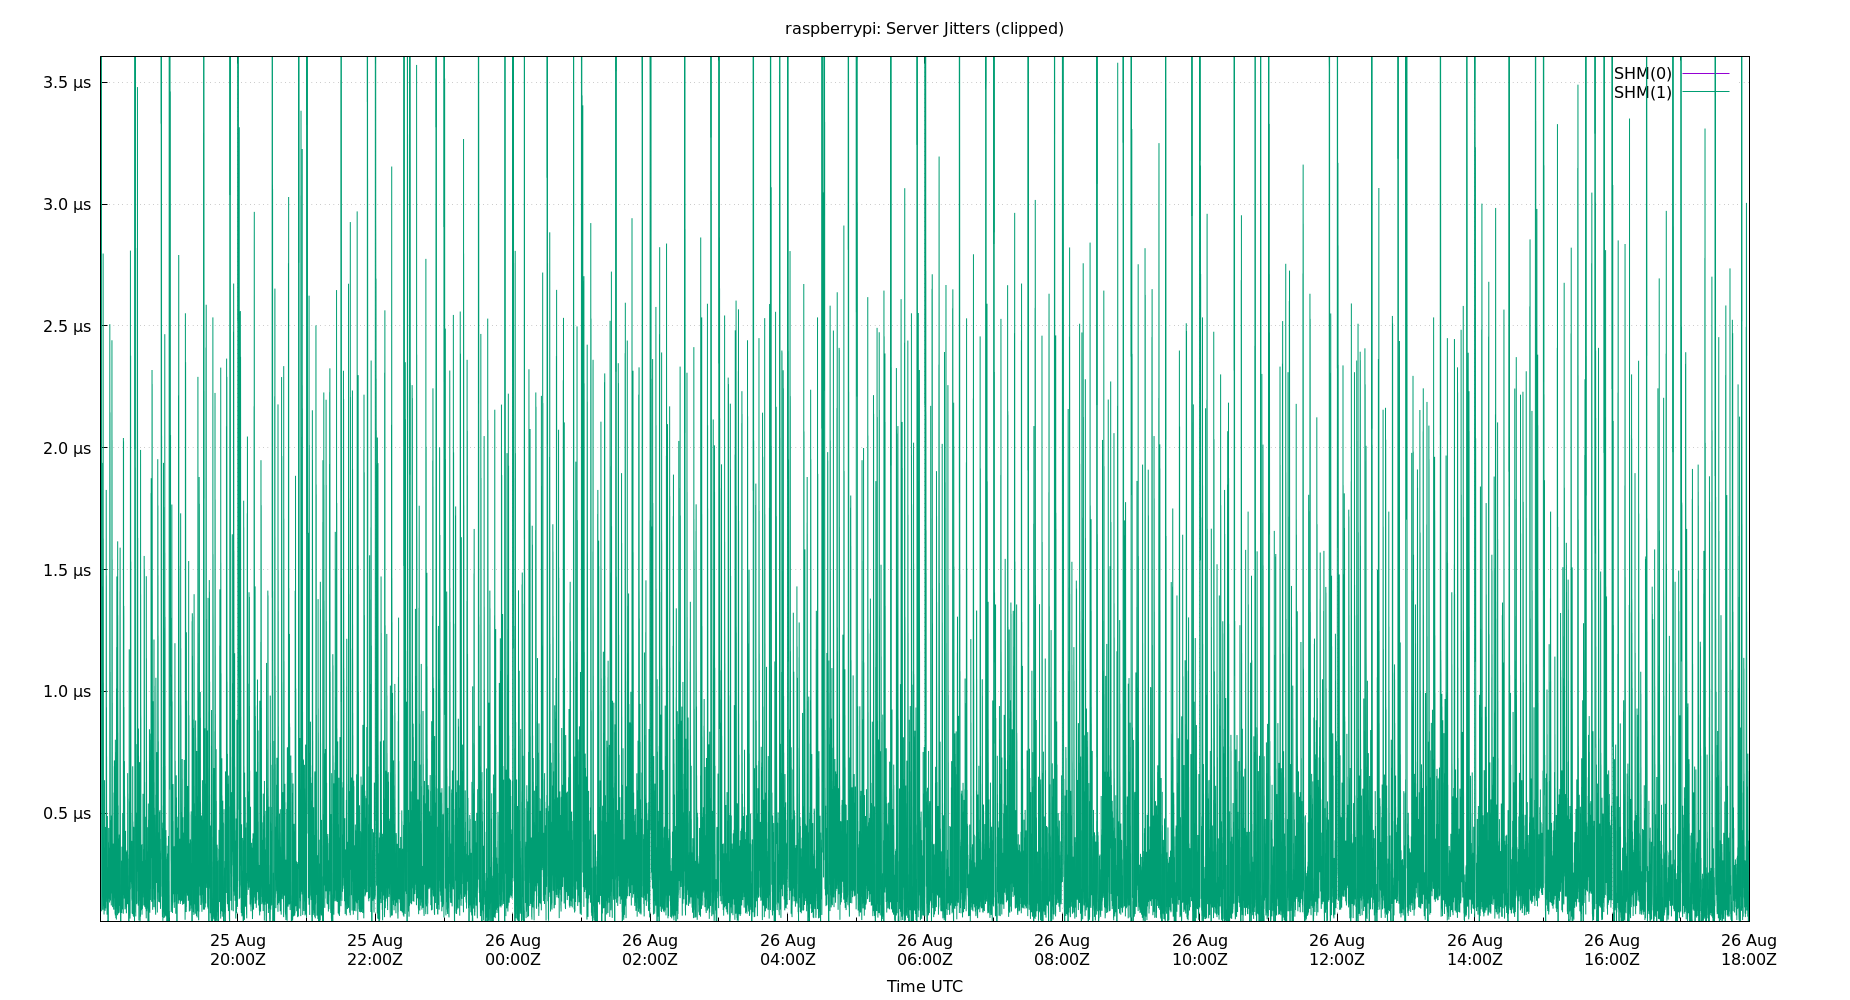 raspberrypi: Server Jitters (clipped)
SHM(0)
SHM(1)
3.5 µs
3.0 µs
2.5 µs
2.0 µs
1.5 µs
1.0 µs
0.5 µs
25 Aug 25 Aug 26 Aug 26 Aug 26 Aug 26 Aug 26 Aug 26 Aug 26 Aug 26 Aug 26 Aug 26 Aug
20:00Z 22:00Z 00:00Z 02:00Z 04:00Z 06:00Z 08:00Z 10:00Z 12:00Z 14:00Z 16:00Z 18:00Z
Time UTC